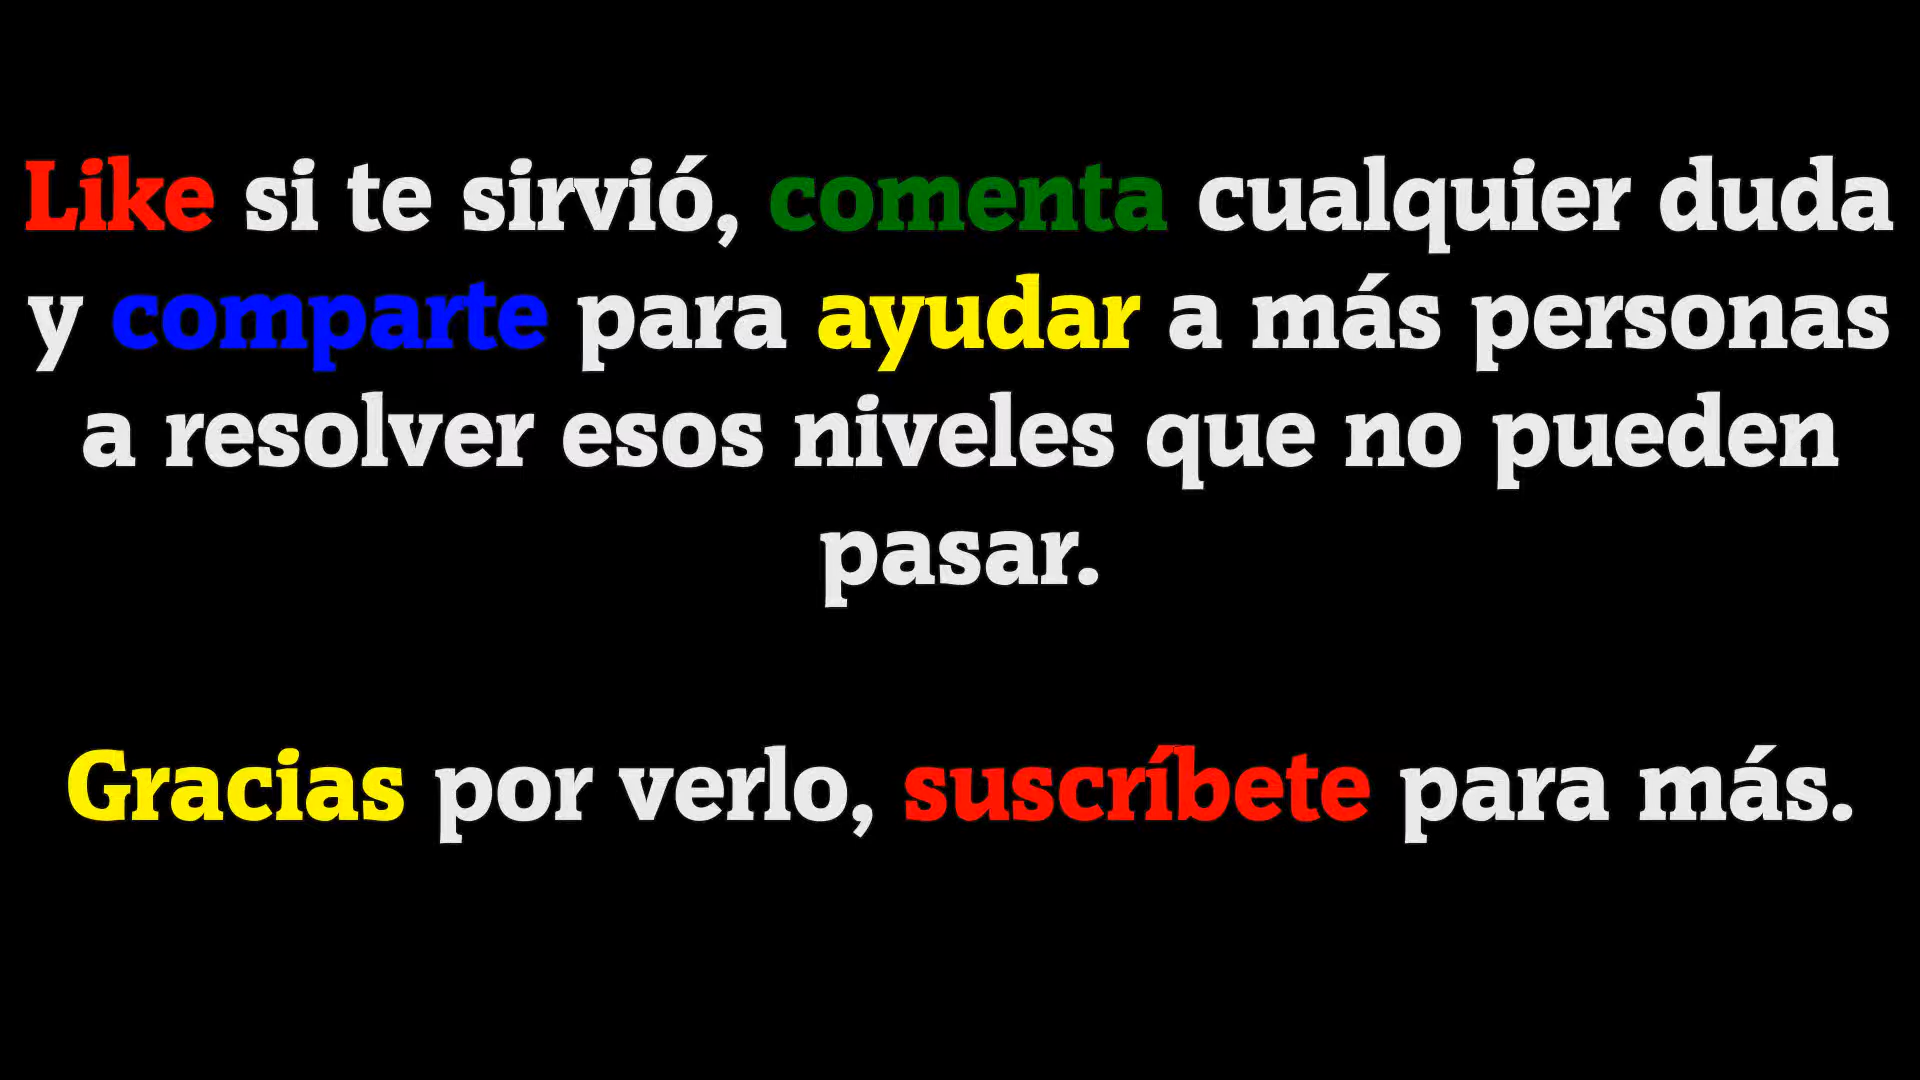 Like si te sirvió, comenta cualquier duda
y comparte para ayudar a más personas
a resolver esos niveles que no pueden
pasar.
Gracias por verlo, suscríbete para más.